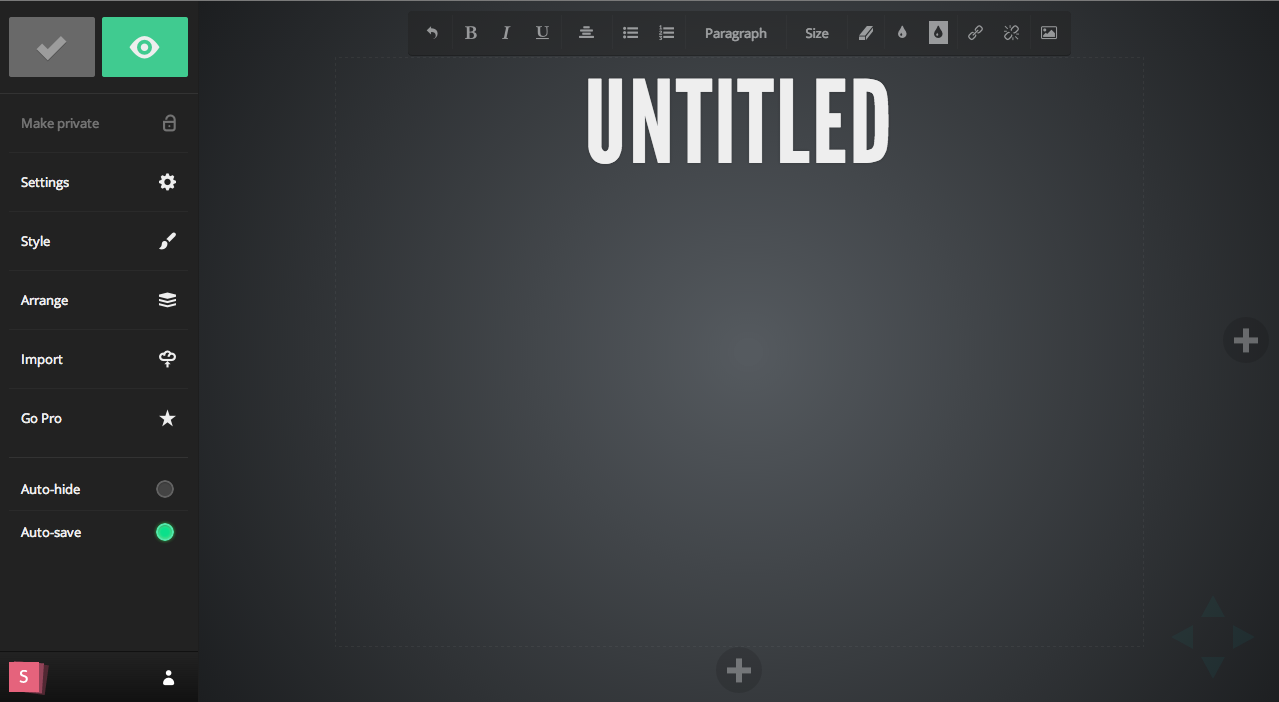 Paragraph Size
UNTITLED
Make private
Settings
Style
Arrange
Import
Go Pro
Auto-hide
Auto-save
S